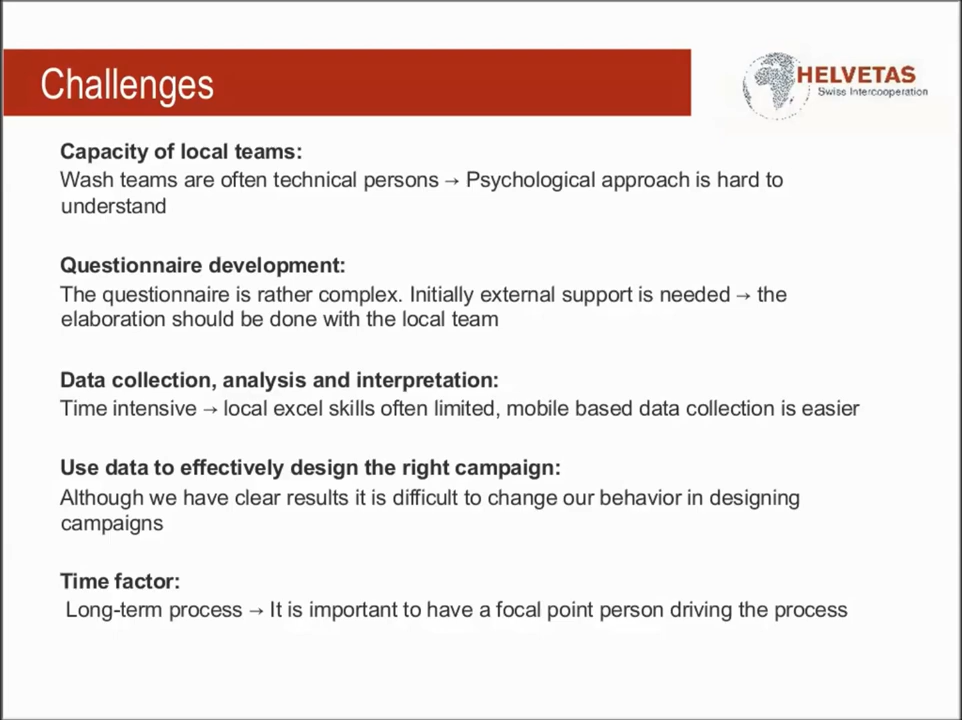 Challenges
HELVETAS
Swiss Intercooperation
Capacity of local teams:
Wash teams are often technical persons → Psychological approach is hard to
understand
Questionnaire development:
The questionnaire is rather complex. Initially external support is needed → the
elaboration should be done with the local team
Data collection, analysis and interpretation:
Time intensive → local excel skills often limited, mobile based data collection is easier
Use data to effectively design the right campaign:
Although we have clear results it is difficult to change our behavior in designing
campaigns
Time factor:
Long-term process → It is important to have a focal point person driving the process